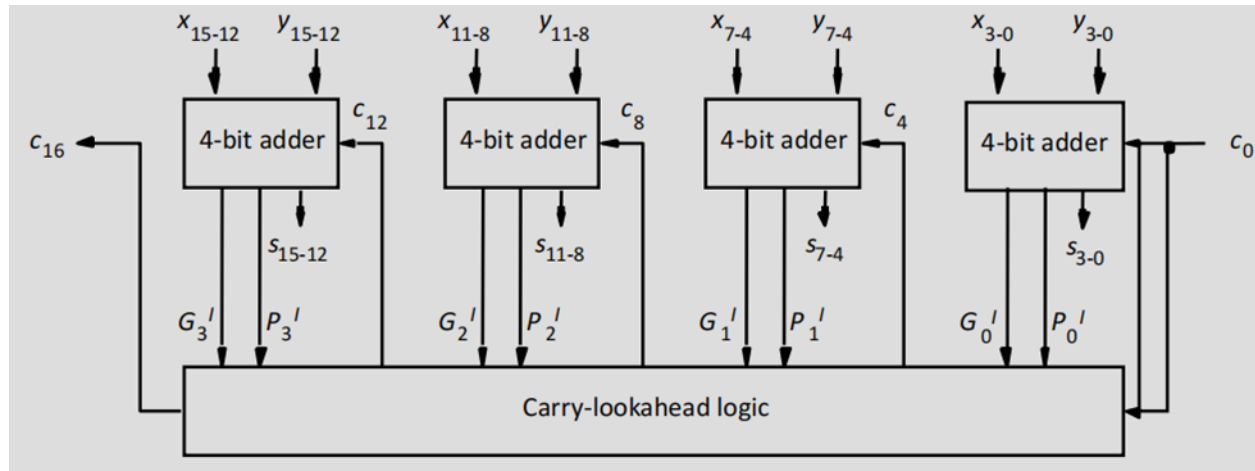 x15-12 y15-12 x11-8 y11-8 x7-4 y7-4 x3-0 y3-0
c12 c8 c4
c16 4-bit adder 4-bit adder 4-bit adder 4-bit adder c0
s15-12 s11-8 s7-4 s3-0
G3I P3I G2I P2I G1I P1I G0I P0I
Carry-lookahead logic